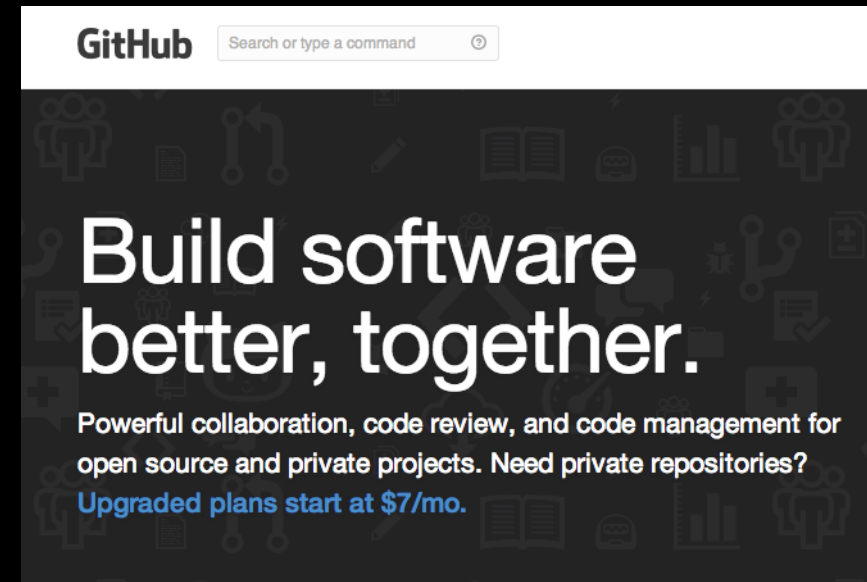 GitHub Search or type a command
Build software
better, together.
Powerful collaboration, code review, and code management for
open source and private projects. Need private repositories?
Upgraded plans start at $7/mo.